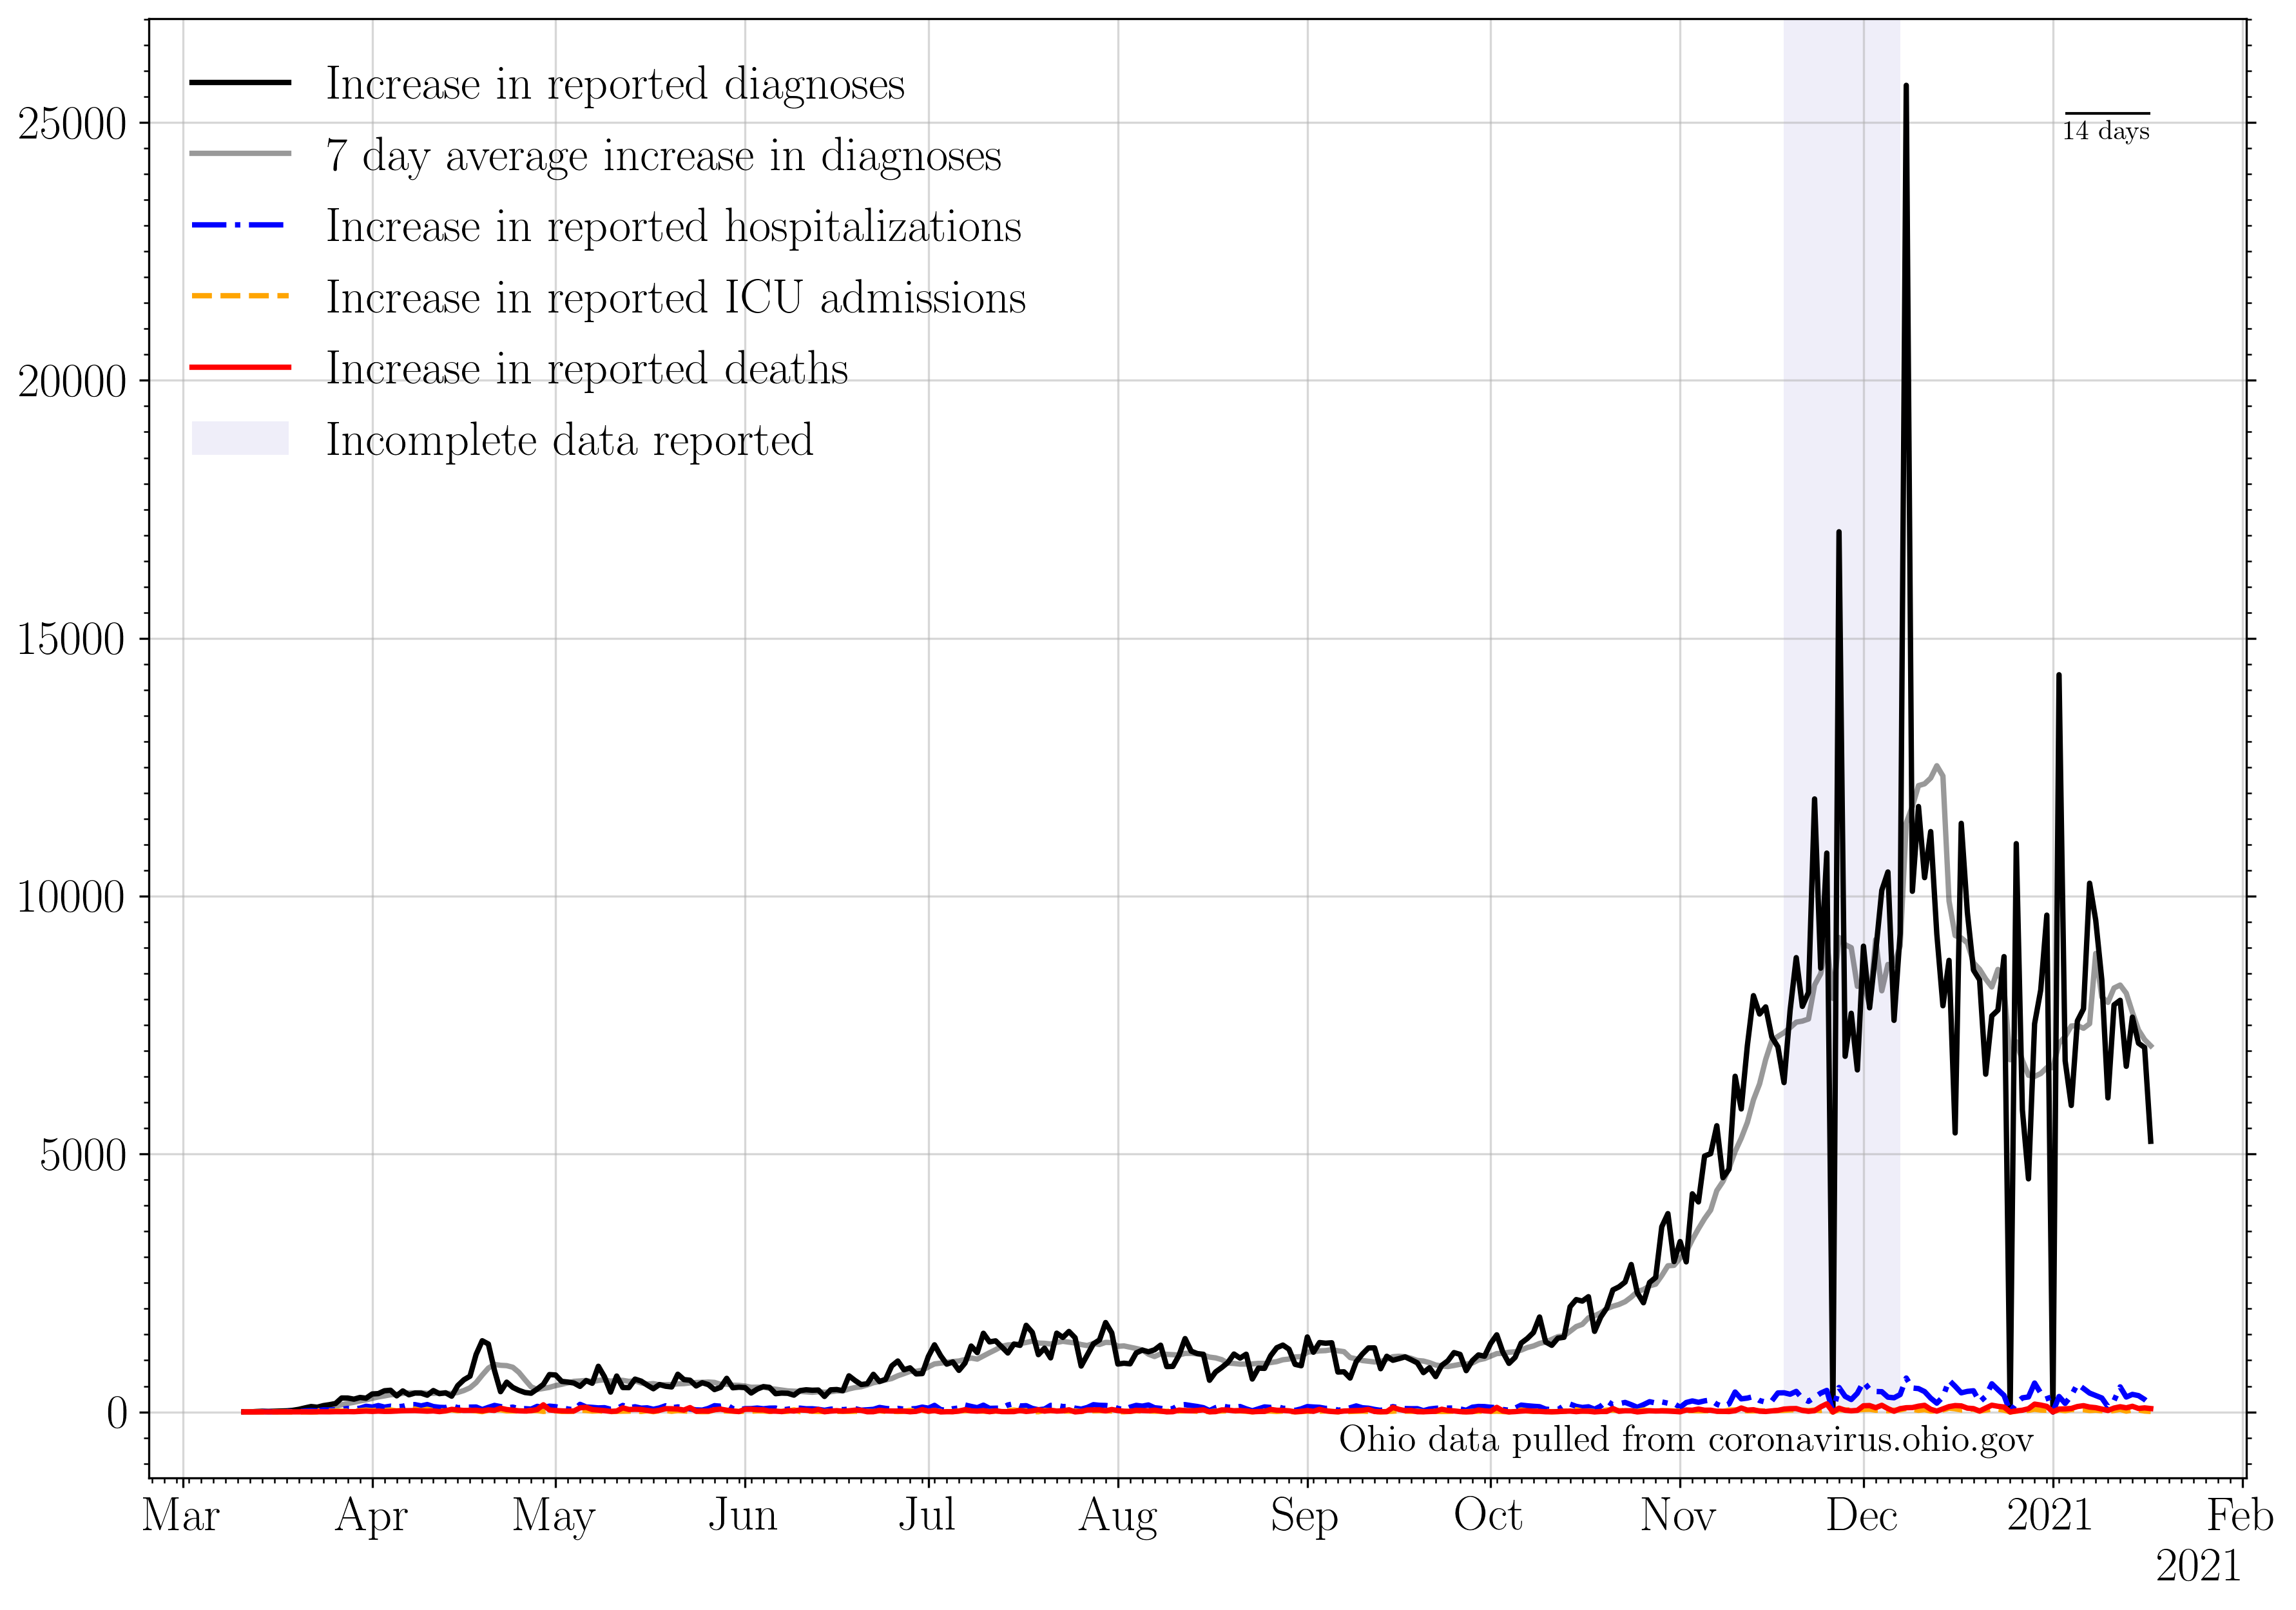 Increase in reported diagnoses
7 day average increase in diagnoses
Increase in reported hospitalizations
Increase in reported ICU admissions
Increase in reported deaths
Incomplete data reported
14 days
25000
20000
15000
10000
5000
0
Ohio data pulled from coronavirus.ohio.gov
Mar Apr May Jun Jul Aug Sep Oct Nov Dec 2021 Feb
2021